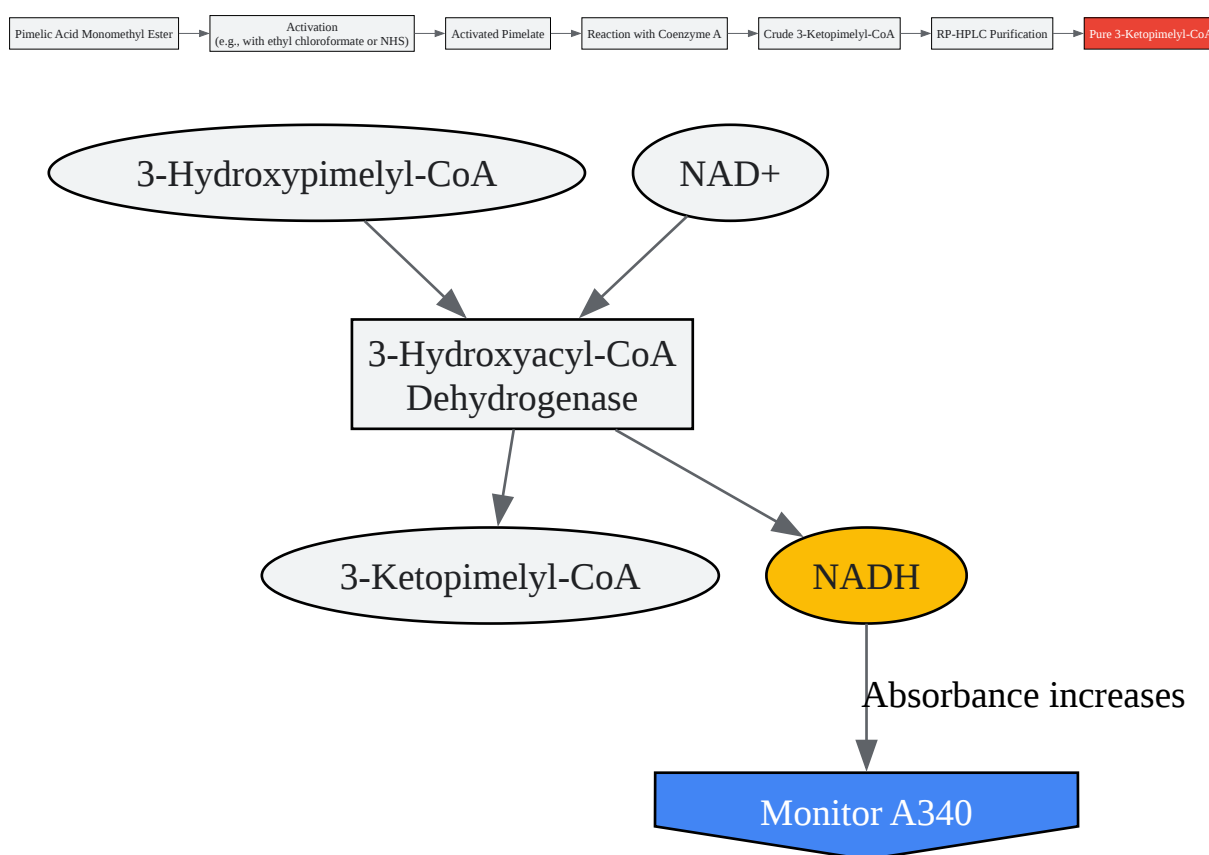 Pimelic Acid Monomethyl Ester
Activation
(e.g., with ethyl chloroformate or NHS)
Activated Pimelate
Reaction with Coenzyme A
Crude 3-Ketopimelyl-CoA
RP-HPLC Purification
Pure 3-Ketopimelyl-CoA
3-Hydroxypimelyl-CoA
NAD+
3-Hydroxyacyl-CoA
Dehydrogenase
3-Ketopimelyl-CoA
NADH
Absorbance increases
Monitor A340